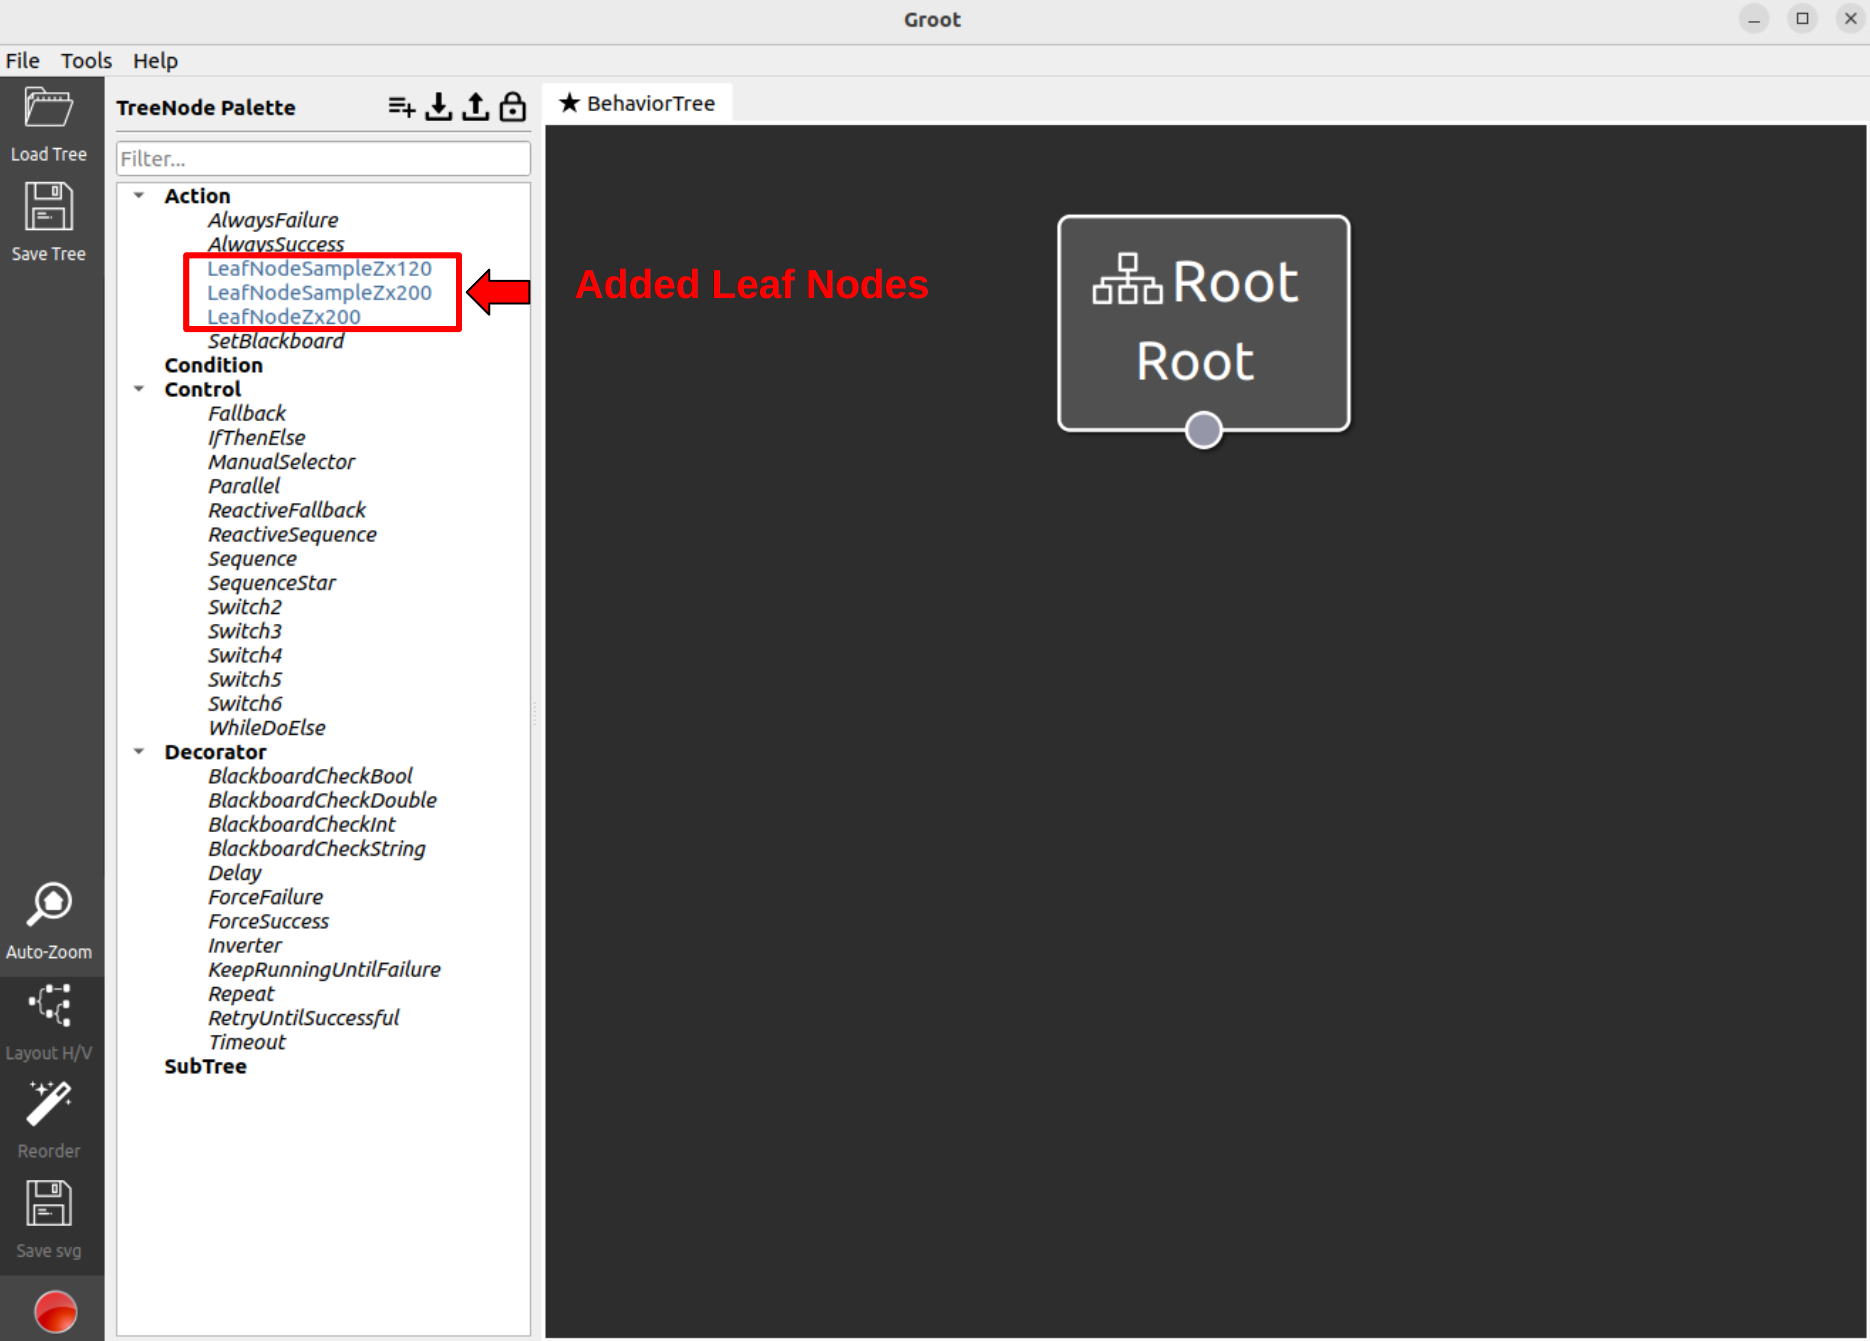 Groot
File Tools Help
TreeNode Palette
★ BehaviorTree
Load Tree
Filter...
Save Tree
Action
AlwaysFailure
AlwaysSuccess
LeafNodeSampleZx120
LeafNodeSampleZx200
LeafNodeZx200
SetBlackboard
Condition
Control
Fallback
IfThenElse
ManualSelector
Parallel
ReactiveFallback
ReactiveSequence
Sequence
SequenceStar
Switch2
Switch3
Switch4
Switch5
Switch6
WhileDoElse
Decorator
BlackboardCheckBool
BlackboardCheckDouble
BlackboardCheckInt
BlackboardCheckString
Delay
ForceFailure
ForceSuccess
Inverter
KeepRunningUntilFailure
Repeat
RetryUntilSuccessful
Timeout
SubTree
Added Leaf Nodes
Root
Root
Auto-Zoom
Layout H/V
Reorder
Save svg